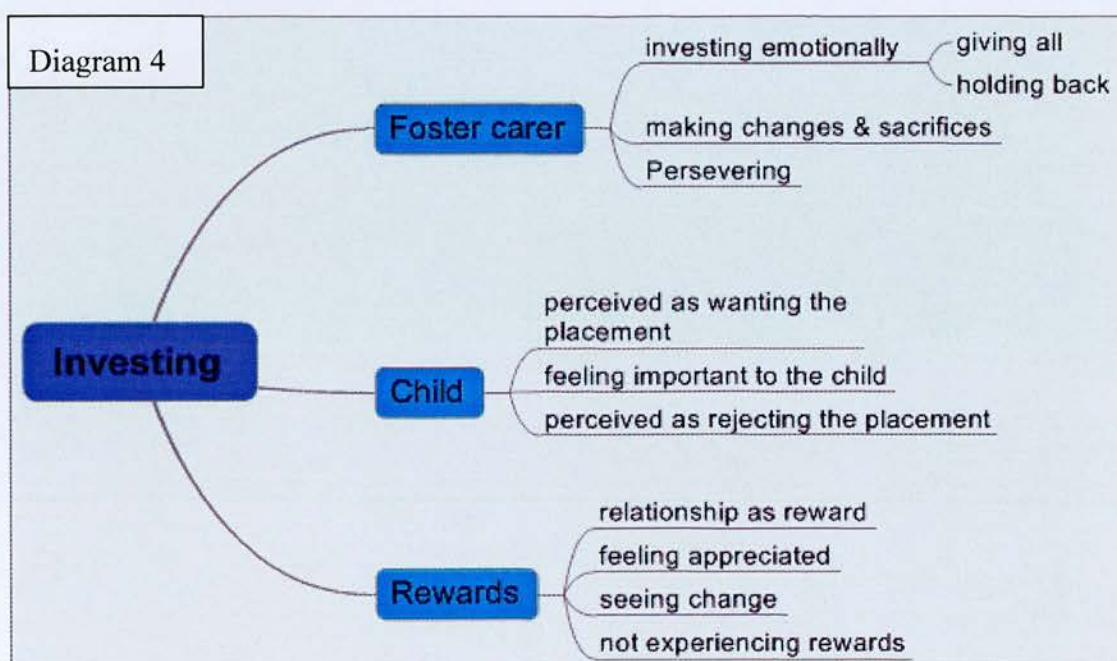 Diagram 4
investing emotionally
giving all
holding back
Foster carer
making changes & sacrifices
Persevering
Investing
perceived as wanting the
placement
Child
feeling important to the child
perceived as rejecting the placement
relationship as reward
feeling appreciated
Rewards
seeing change
not experiencing rewards